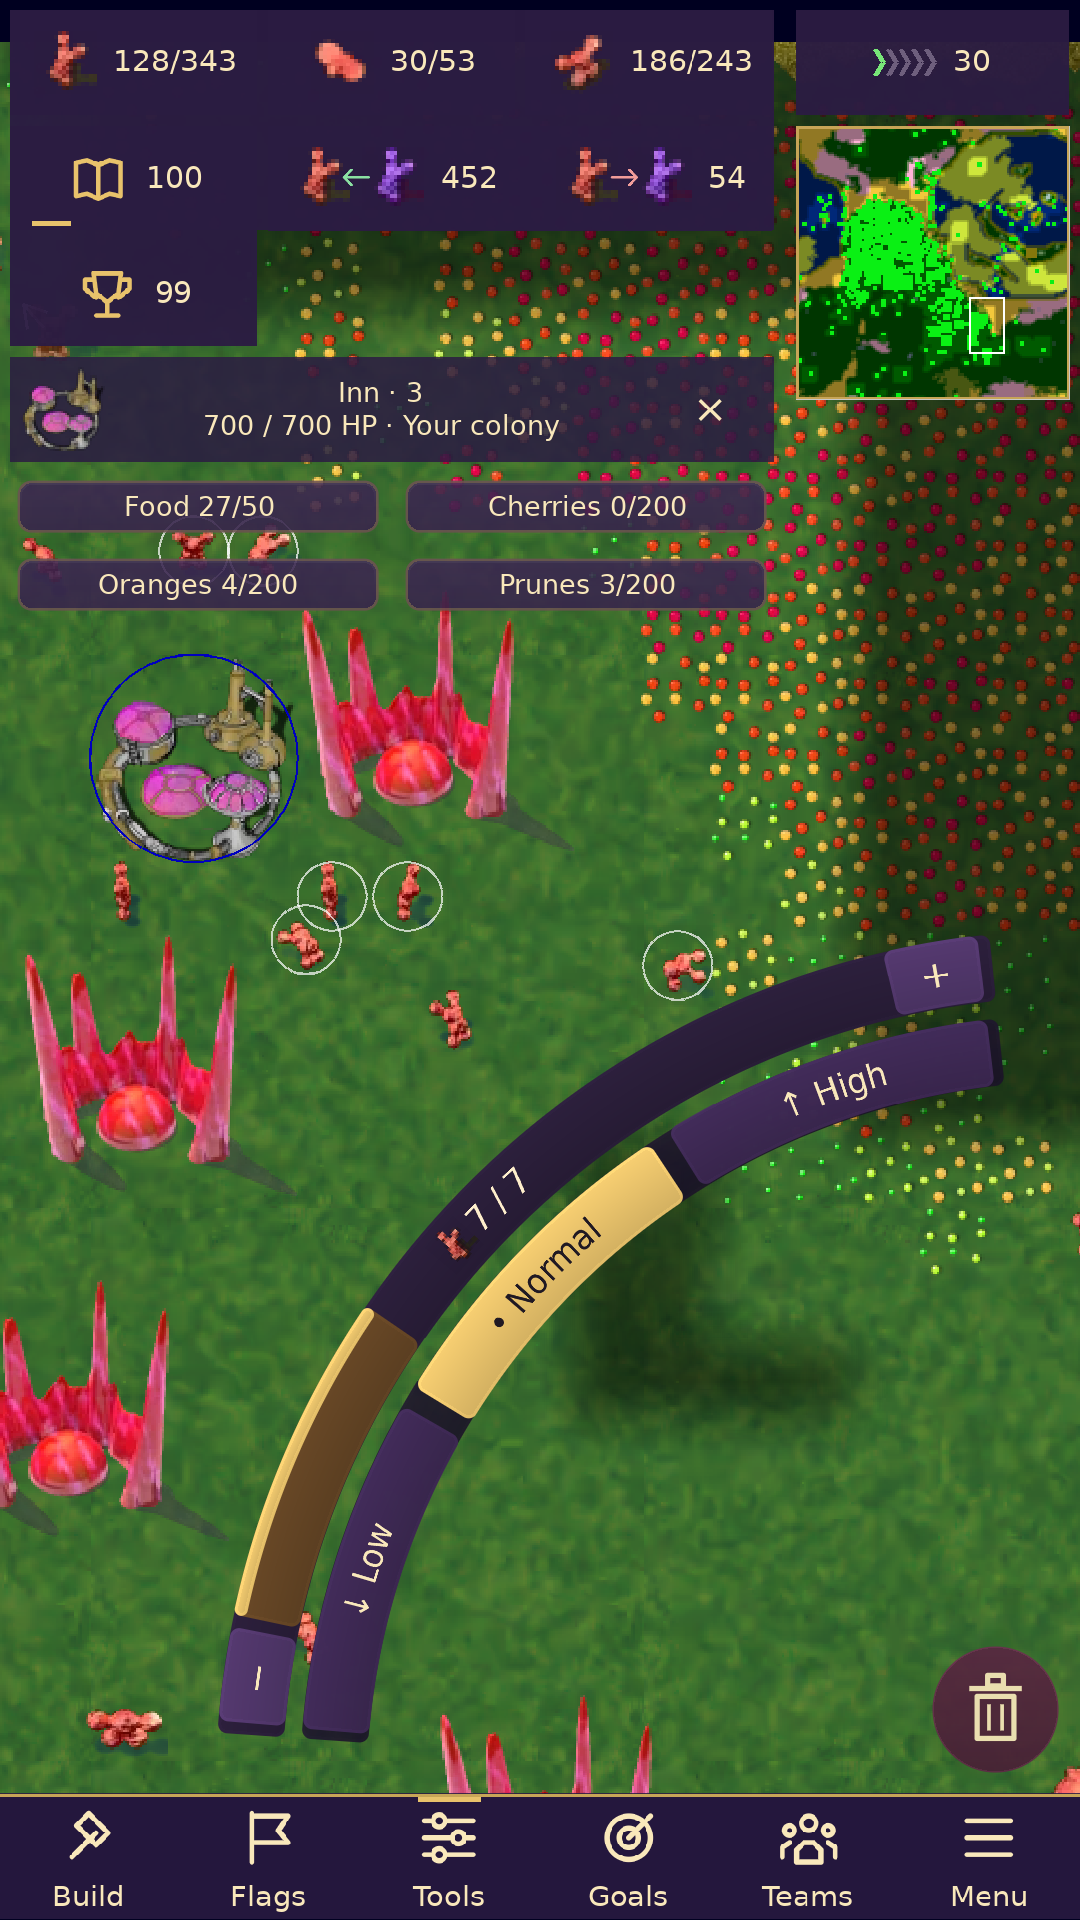 128/343
30/53
186/243
30
100
452
54
99
Inn · 3
700 / 700 HP · Your colony
Food 27/50
Cherries 0/200
Oranges 4/200
Prunes 3/200
+
↑ High
7 / 7
• Normal
↓ Low
−
Build
Flags
Tools
Goals
Teams
Menu